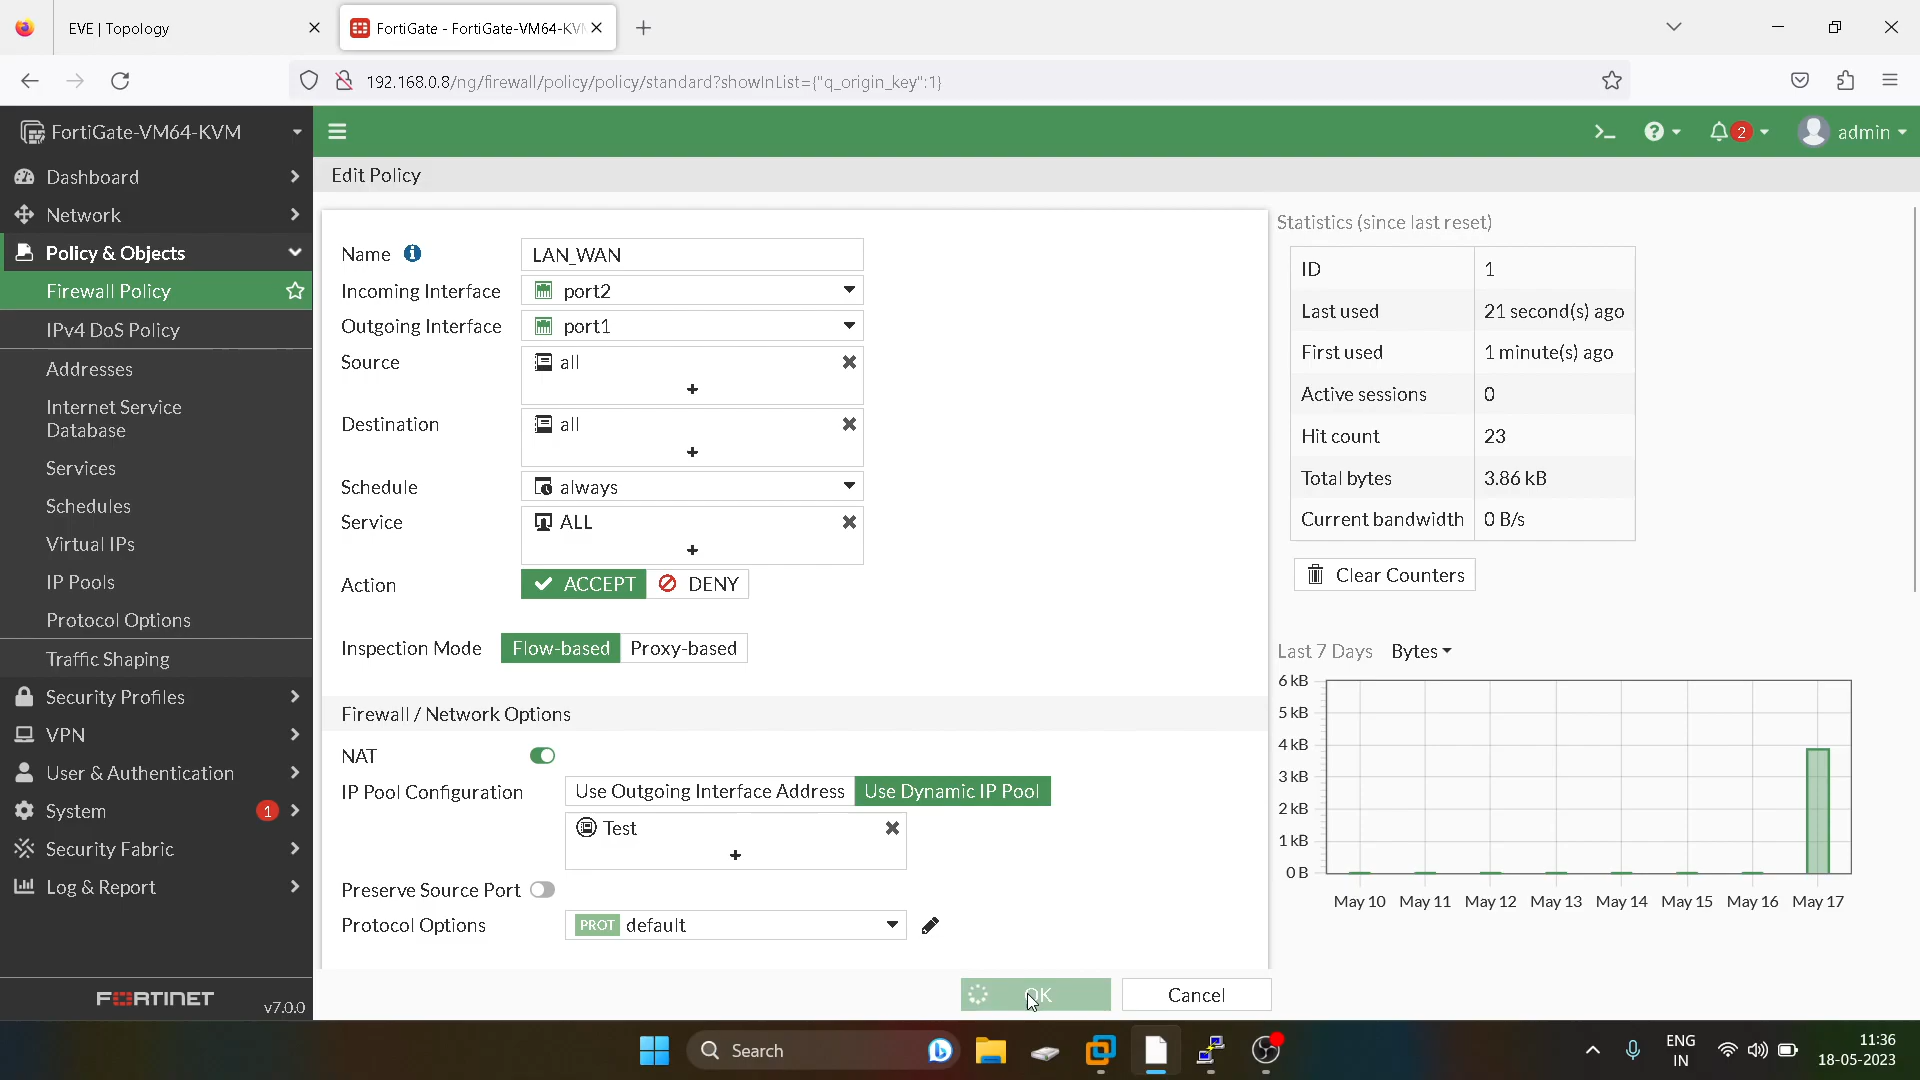 EVE | Topology
FortiGate - FortiGate-VM64-KVM
192.168.0.8/ng/firewall/policy/policy/standard?showInList={"q_origin_key":1}
FortiGate-VM64-KVM
2
admin
Dashboard
Network
Policy & Objects
Firewall Policy
IPv4 DoS Policy
Addresses
Internet Service
Database
Services
Schedules
Virtual IPs
IP Pools
Protocol Options
Traffic Shaping
Security Profiles
VPN
User & Authentication
System 1
Security Fabric
Log & Report
FORTINET v7.0.0
Edit Policy
Name LAN_WAN
Incoming Interface port2
Outgoing Interface port1
Source all
+
Destination all
+
Schedule always
Service ALL
+
Action ACCEPT DENY
Inspection Mode Flow-based Proxy-based
Firewall / Network Options
NAT
IP Pool Configuration Use Outgoing Interface Address Use Dynamic IP Pool
Test
+
Preserve Source Port
Protocol Options PROT default
OK Cancel
Statistics (since last reset)
ID 1
Last used 21 second(s) ago
First used 1 minute(s) ago
Active sessions 0
Hit count 23
Total bytes 3.86 kB
Current bandwidth 0 B/s
Clear Counters
Last 7 Days Bytes
6 kB
5 kB
4 kB
3 kB
2 kB
1 kB
0 B
May 10 May 11 May 12 May 13 May 14 May 15 May 16 May 17
Search
ENG
IN
11:36
18-05-2023